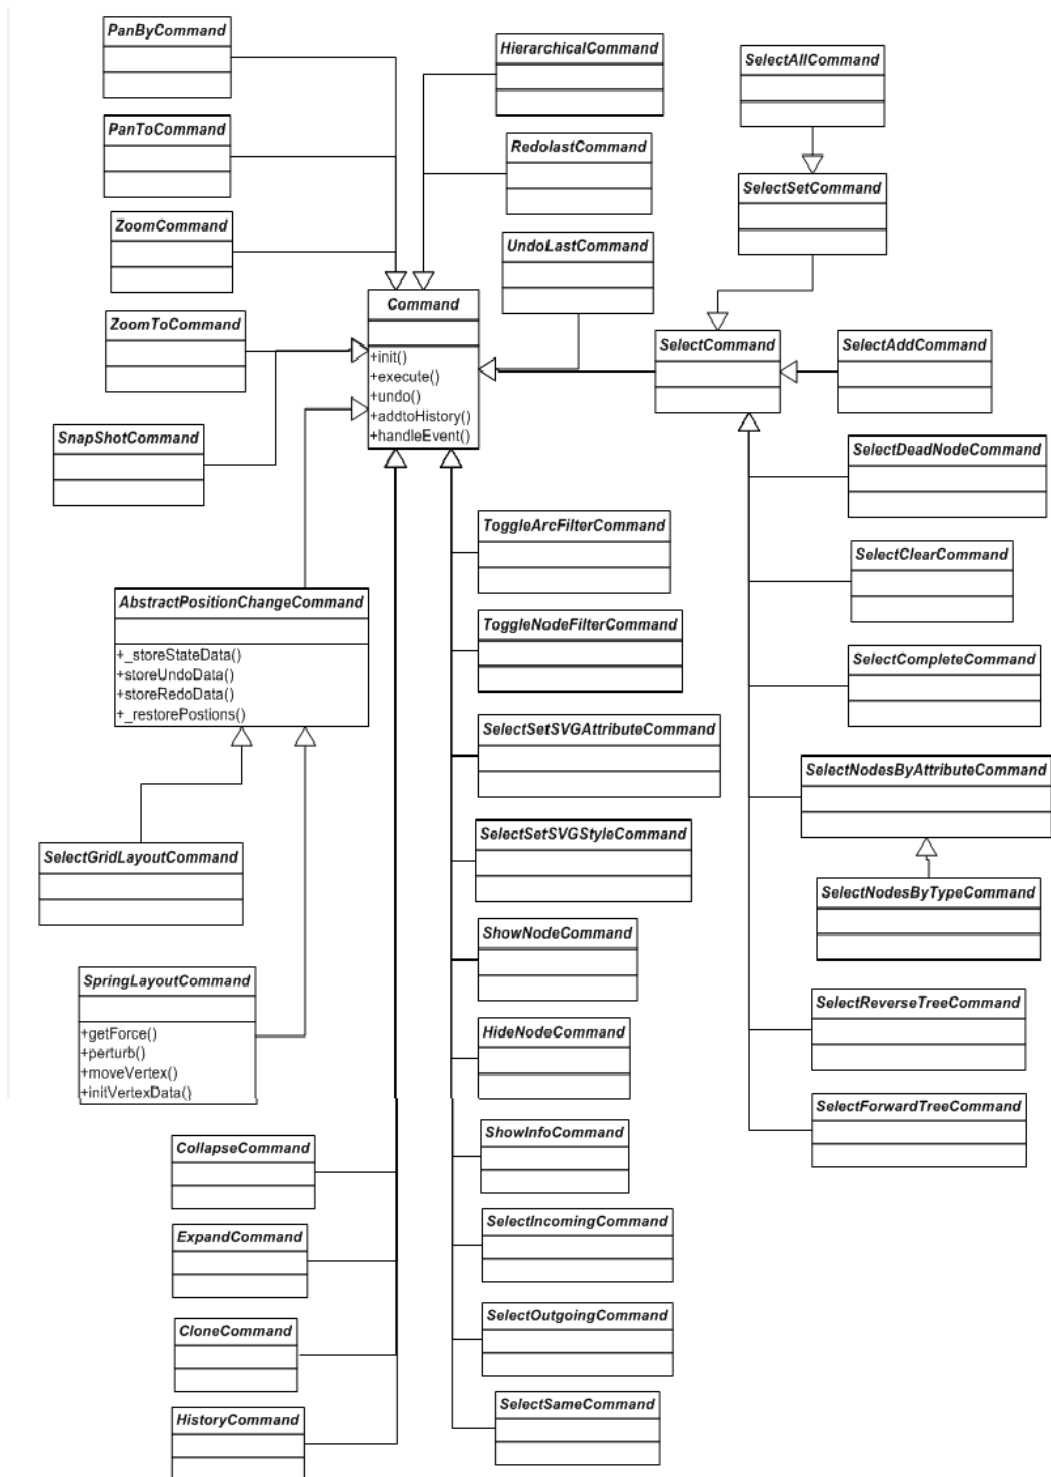 PanByCommand
HierarchicalCommand
SelectAllCommand
PanToCommand
RedolastCommand
SelectSetCommand
ZoomCommand
UndoLastCommand
Command
+init()
+execute()
+undo()
+addtoHistory()
+handleEvent()
ZoomToCommand
SelectCommand
SelectAddCommand
SnapShotCommand
SelectDeadNodeCommand
ToggleArcFilterCommand
SelectClearCommand
AbstractPositionChangeCommand
+_storeStateData()
+storeUndoData()
+storeRedoData()
+_restorePostions()
ToggleNodeFilterCommand
SelectCompleteCommand
SelectSetSVGAttributeCommand
SelectNodesByAttributeCommand
SelectGridLayoutCommand
SelectSetSVGStyleCommand
SelectNodesByTypeCommand
ShowNodeCommand
SpringLayoutCommand
+getForce()
+perturb()
+moveVertex()
+initVertexData()
SelectReverseTreeCommand
HideNodeCommand
SelectForwardTreeCommand
CollapseCommand
ShowInfoCommand
ExpandCommand
SelectIncomingCommand
CloneCommand
SelectOutgoingCommand
HistoryCommand
SelectSameCommand